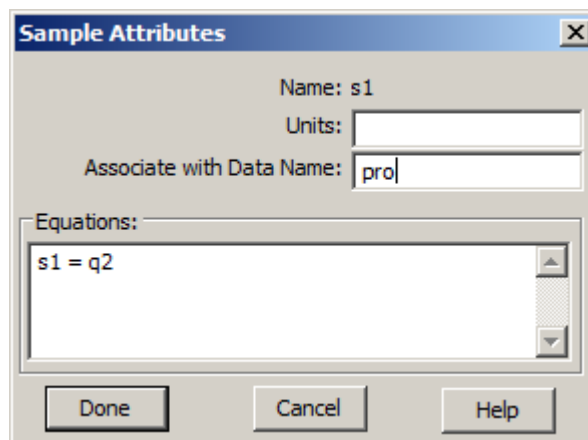 Sample Attributes
Name: s1
Units:
Associate with Data Name: pro
Equations:
s1 = q2
Done Cancel Help